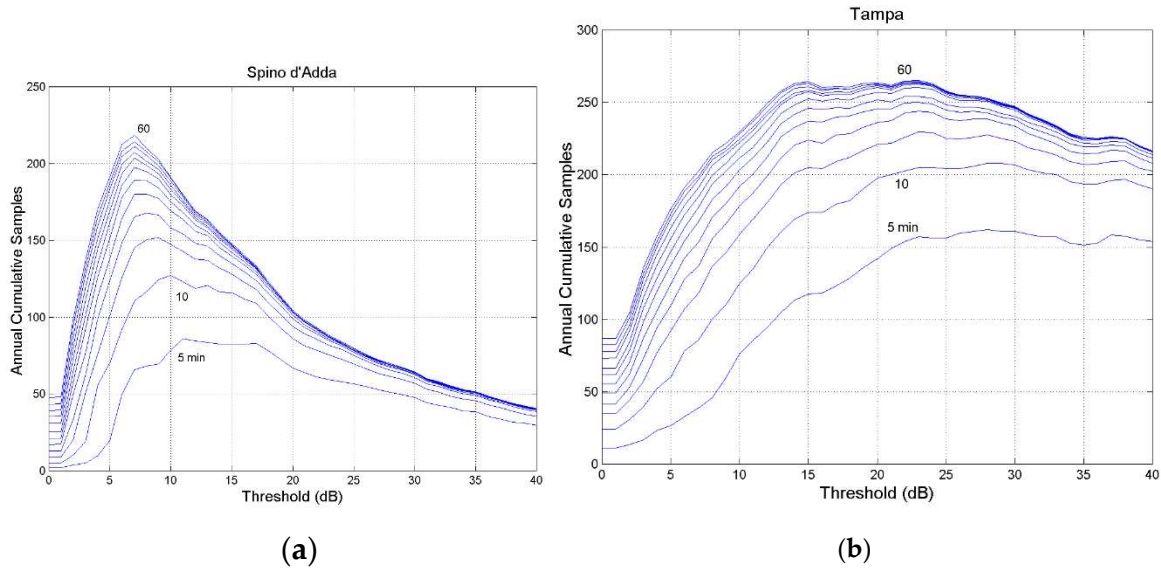 Spino d'Adda
250
200
150
100
50
0
Annual Cumulative Samples
60
10
5 min
0 5 10 15 20 25 30 35 40
Threshold (dB)
(a)
Tampa
300
250
200
150
100
50
0
Annual Cumulative Samples
60
10
5 min
0 5 10 15 20 25 30 35 40
Threshold (dB)
(b)